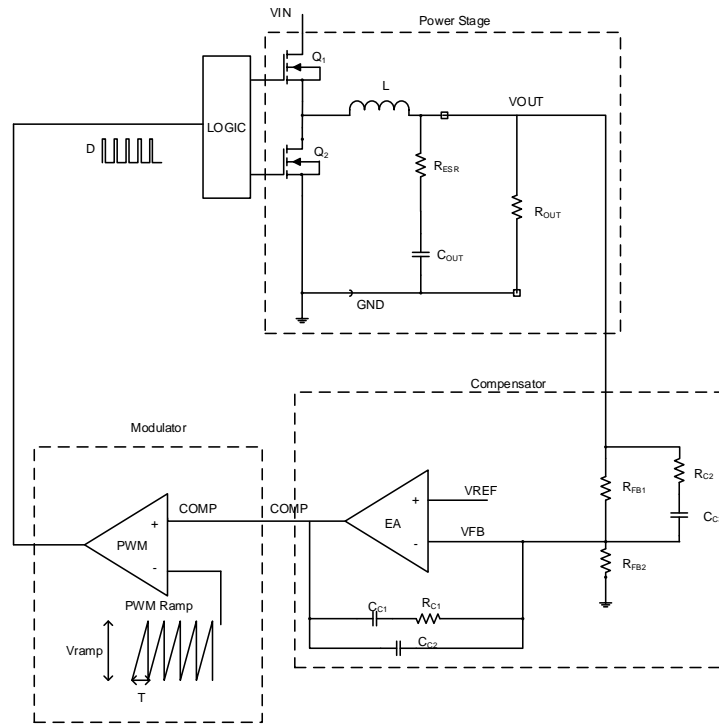 VIN
Power Stage
Q1
L
VOUT
LOGIC
D
Q2
RESR
ROUT
COUT
GND
Compensator
Modulator
RC2
RFB1
COMP
COMP
+
VREF
+
EA
PWM
VFB
-
-
RFB2
PWM Ramp
CC1
RC1
Vramp
CC2
T